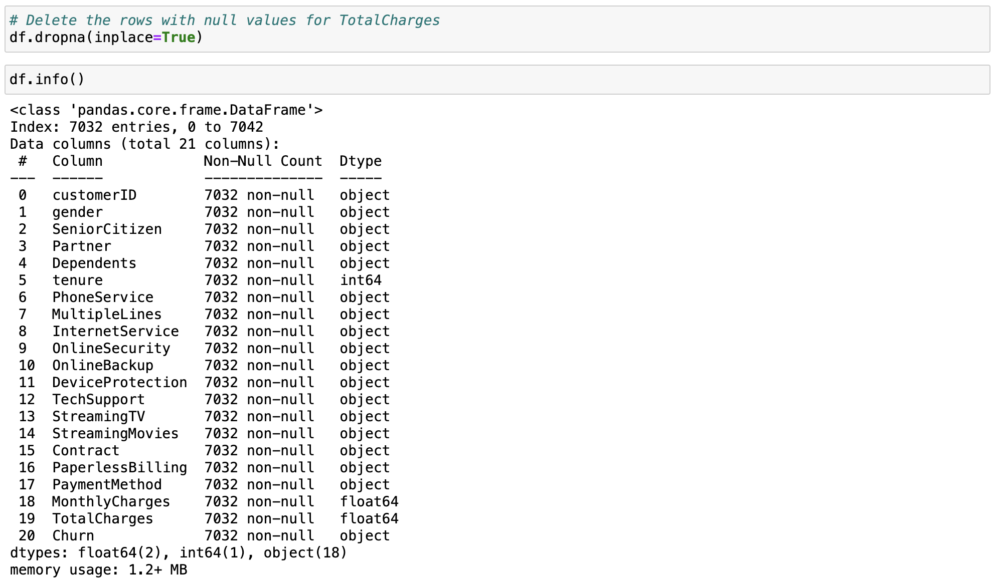 # Delete the rows with null values for TotalCharges
df.dropna(inplace=True)
df.info()
<class 'pandas.core.frame.DataFrame'>
Index: 7032 entries, 0 to 7042
Data columns (total 21 columns):
 #   Column            Non-Null Count  Dtype
---  ------            --------------  -----
 0   customerID        7032 non-null   object
 1   gender            7032 non-null   object
 2   SeniorCitizen     7032 non-null   object
 3   Partner           7032 non-null   object
 4   Dependents        7032 non-null   object
 5   tenure            7032 non-null   int64
 6   PhoneService      7032 non-null   object
 7   MultipleLines     7032 non-null   object
 8   InternetService   7032 non-null   object
 9   OnlineSecurity    7032 non-null   object
 10  OnlineBackup      7032 non-null   object
 11  DeviceProtection  7032 non-null   object
 12  TechSupport       7032 non-null   object
 13  StreamingTV       7032 non-null   object
 14  StreamingMovies   7032 non-null   object
 15  Contract          7032 non-null   object
 16  PaperlessBilling  7032 non-null   object
 17  PaymentMethod     7032 non-null   object
 18  MonthlyCharges    7032 non-null   float64
 19  TotalCharges      7032 non-null   float64
 20  Churn             7032 non-null   object
dtypes: float64(2), int64(1), object(18)
memory usage: 1.2+ MB